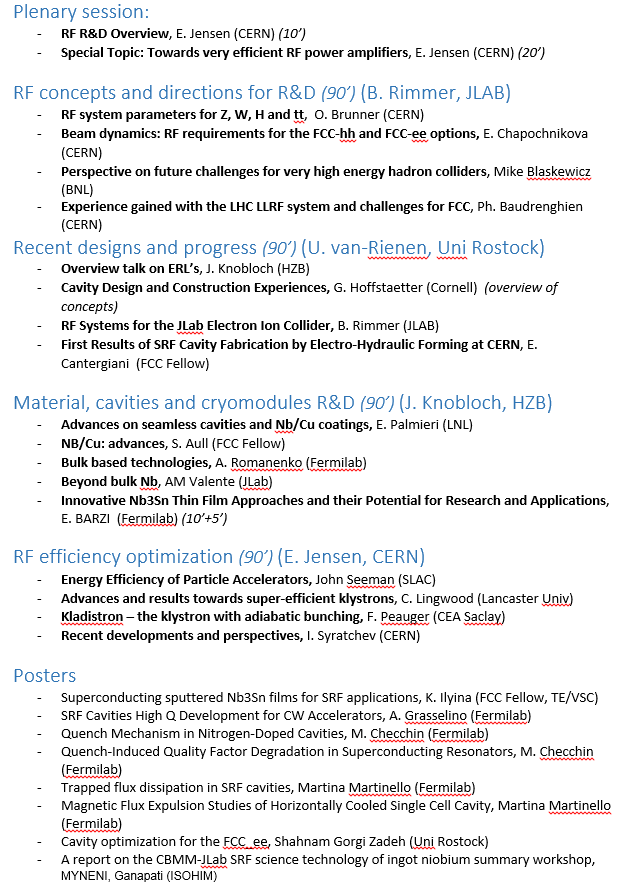 Plenary session:
- RF R&D Overview, E. Jensen (CERN) (10’)
- Special Topic: Towards very efficient RF power amplifiers, E. Jensen (CERN) (20’)
RF concepts and directions for R&D (90’) (B. Rimmer, JLAB)
- RF system parameters for Z, W, H and tt, O. Brunner (CERN)
- Beam dynamics: RF requirements for the FCC-hh and FCC-ee options, E. Chapochnikova
(CERN)
- Perspective on future challenges for very high energy hadron colliders, Mike Blaskewicz
(BNL)
- Experience gained with the LHC LLRF system and challenges for FCC, Ph. Baudrenghien
(CERN)
Recent designs and progress (90’) (U. van-Rienen, Uni Rostock)
- Overview talk on ERL’s, J. Knobloch (HZB)
- Cavity Design and Construction Experiences, G. Hoffstaetter (Cornell) (overview of
concepts)
- RF Systems for the JLab Electron Ion Collider, B. Rimmer (JLAB)
- First Results of SRF Cavity Fabrication by Electro-Hydraulic Forming at CERN, E.
Cantergiani (FCC Fellow)
Material, cavities and cryomodules R&D (90’) (J. Knobloch, HZB)
- Advances on seamless cavities and Nb/Cu coatings, E. Palmieri (LNL)
- NB/Cu: advances, S. Aull (FCC Fellow)
- Bulk based technologies, A. Romanenko (Fermilab)
- Beyond bulk Nb, AM Valente (JLab)
- Innovative Nb3Sn Thin Film Approaches and their Potential for Research and Applications,
E. BARZI (Fermilab) (10’+5’)
RF efficiency optimization (90’) (E. Jensen, CERN)
- Energy Efficiency of Particle Accelerators, John Seeman (SLAC)
- Advances and results towards super-efficient klystrons, C. Lingwood (Lancaster Univ)
- Kladistron – the klystron with adiabatic bunching, F. Peauger (CEA Saclay)
- Recent developments and perspectives, I. Syratchev (CERN)
Posters
- Superconducting sputtered Nb3Sn films for SRF applications, K. Ilyina (FCC Fellow, TE/VSC)
- SRF Cavities High Q Development for CW Accelerators, A. Grasselino (Fermilab)
- Quench Mechanism in Nitrogen-Doped Cavities, M. Checchin (Fermilab)
- Quench-Induced Quality Factor Degradation in Superconducting Resonators, M. Checchin
(Fermilab)
- Trapped flux dissipation in SRF cavities, Martina Martinello (Fermilab)
- Magnetic Flux Expulsion Studies of Horizontally Cooled Single Cell Cavity, Martina Martinello
(Fermilab)
- Cavity optimization for the FCC_ee, Shahnam Gorgi Zadeh (Uni Rostock)
- A report on the CBMM-JLab SRF science technology of ingot niobium summary workshop,
MYNENI, Ganapati (ISOHIM)